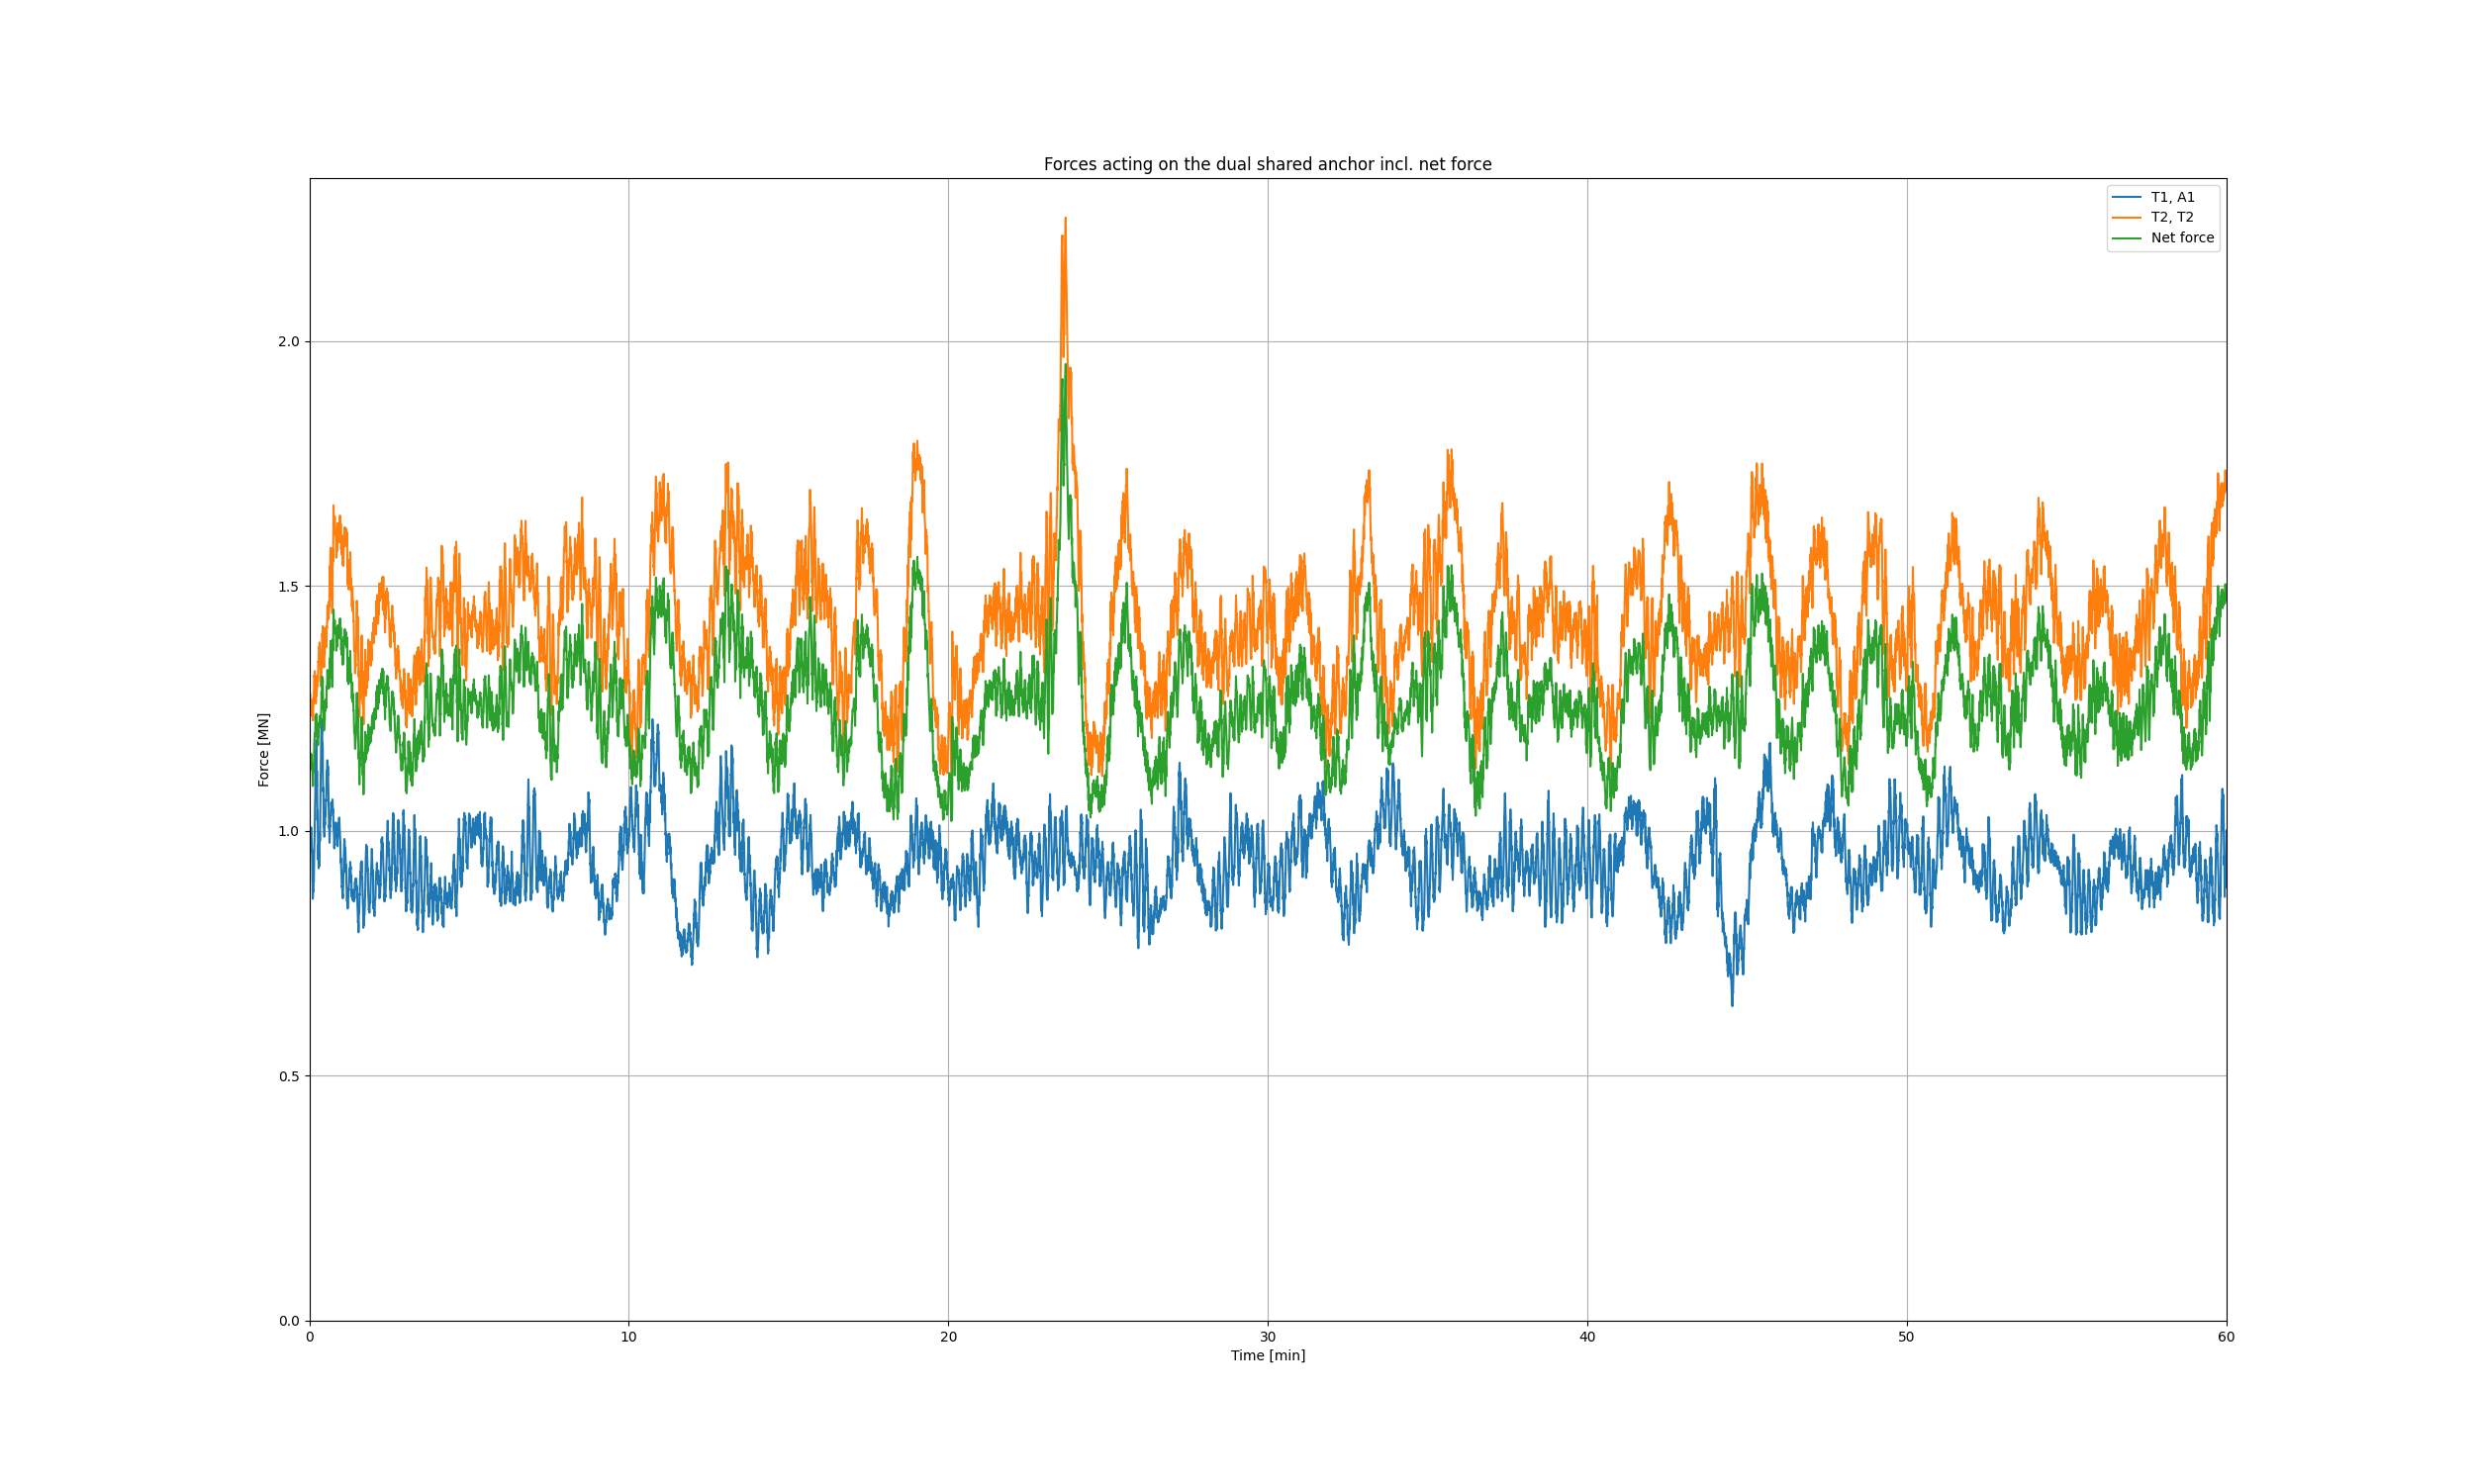 Forces acting on the dual shared anchor incl. net force
T1, A1
T2, T2
Net force
Force [MN]
2.0
1.5
1.0
0.5
0.0
0 10 20 30 40 50 60
Time [min]